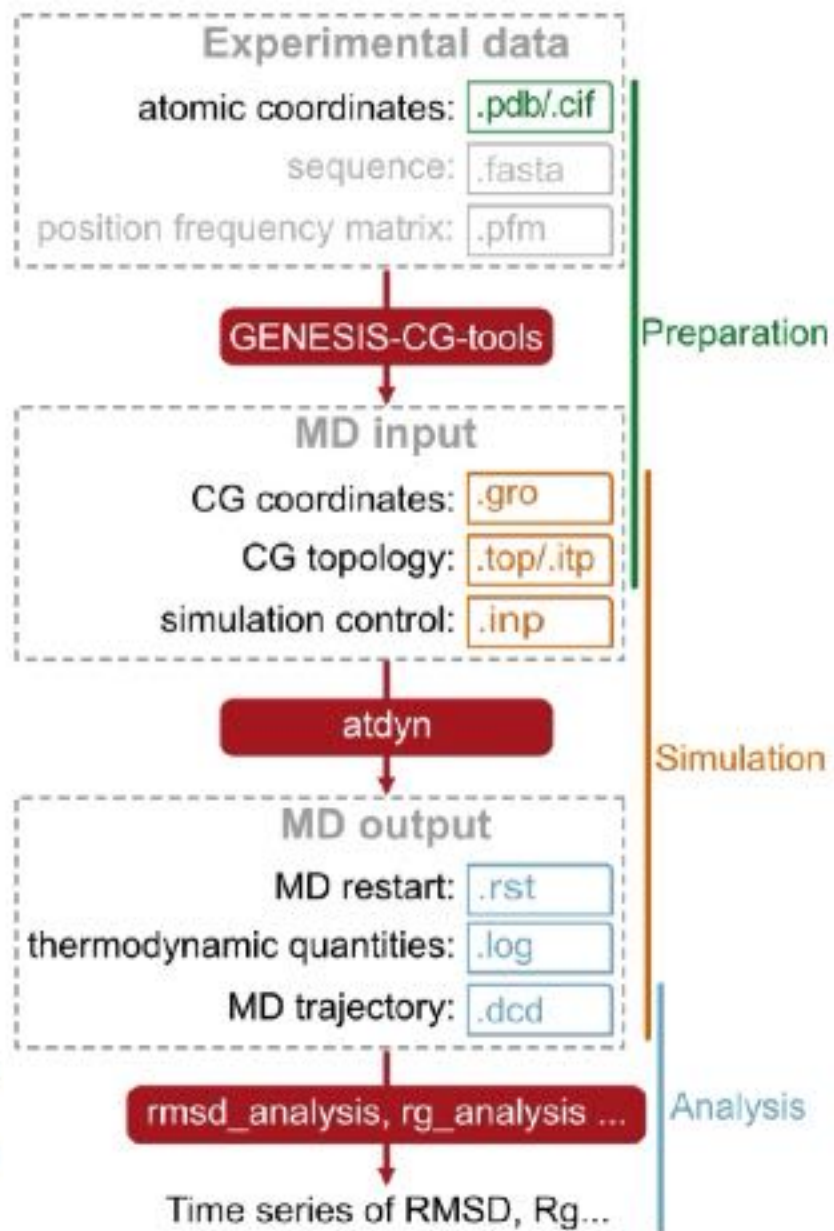 Experimental data
atomic coordinates: .pdb/.cif
sequence: .fasta
position frequency matrix: .pfm
GENESIS-CG-tools
Preparation
MD input
CG coordinates: .gro
CG topology: .top/.itp
simulation control: .inp
atdyn
Simulation
MD output
MD restart: .rst
thermodynamic quantities: .log
MD trajectory: .dcd
rmsd_analysis, rg_analysis ...
Analysis
Time series of RMSD, Rg...